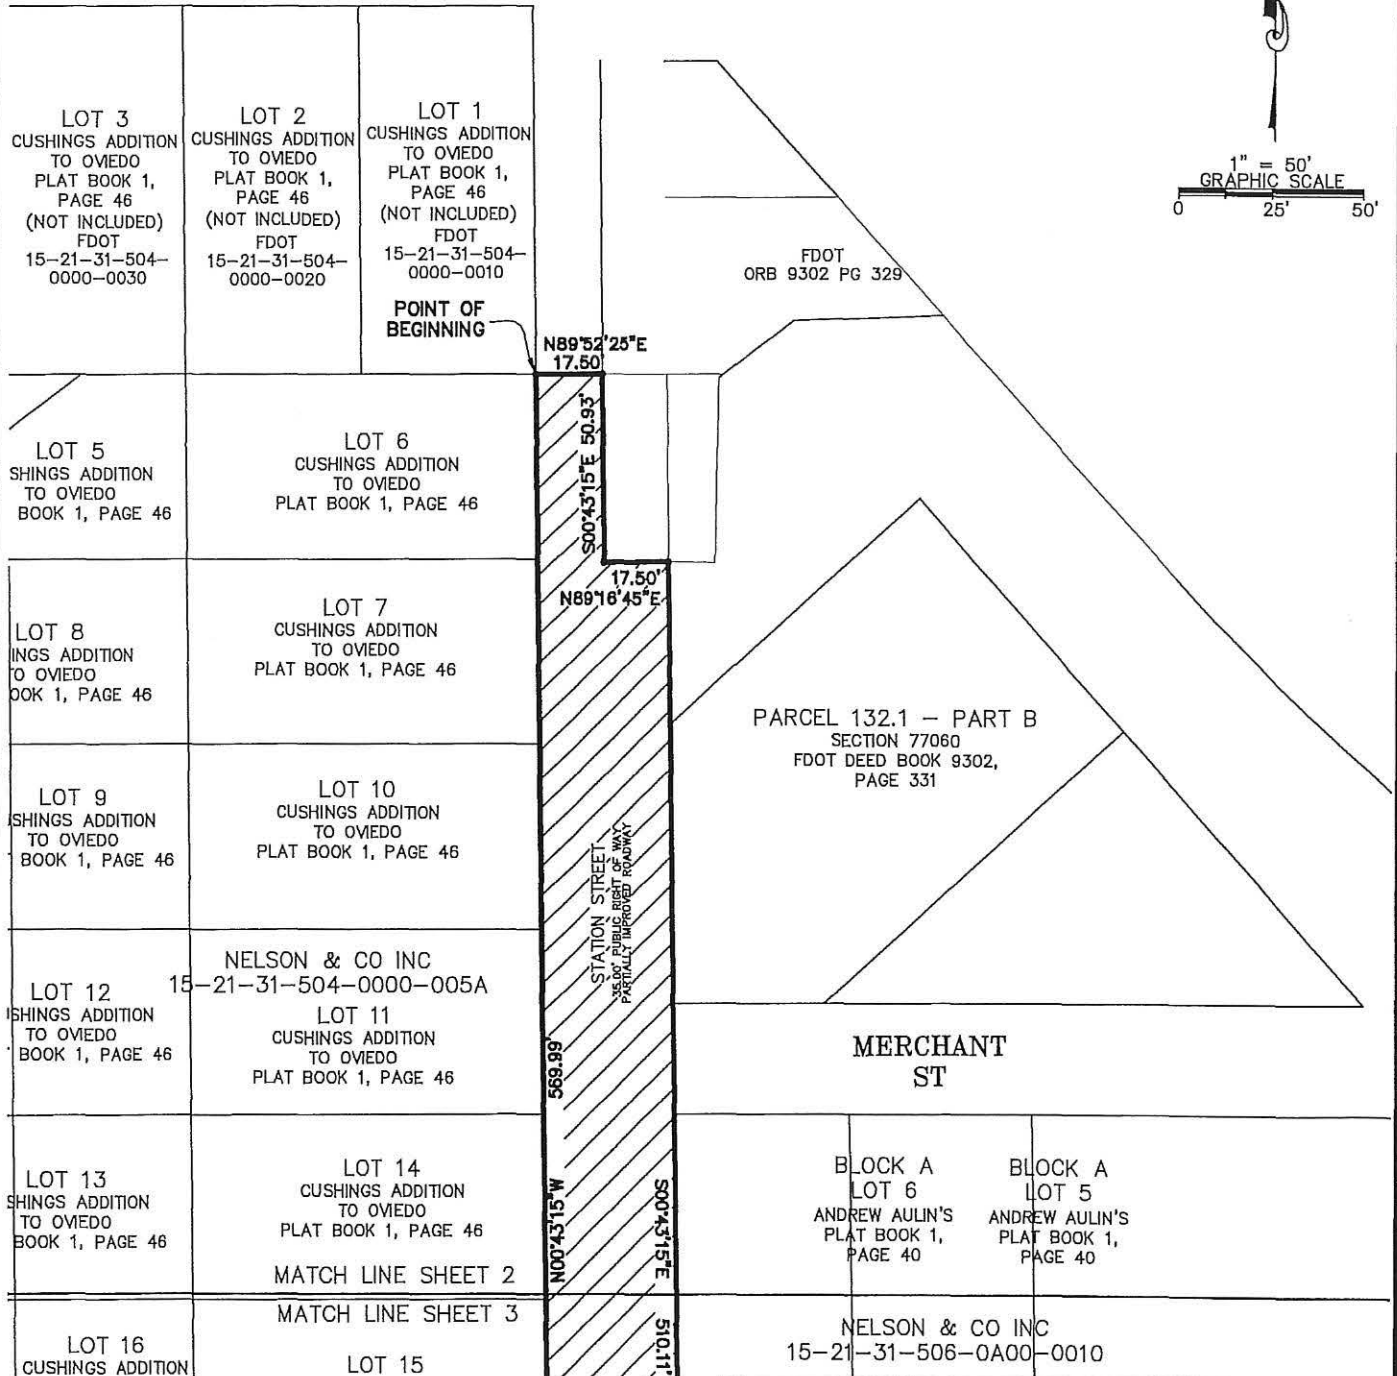 1" = 50'
GRAPHIC SCALE
0 25' 50'
LOT 3
CUSHINGS ADDITION
TO OVIEDO
PLAT BOOK 1,
PAGE 46
(NOT INCLUDED)
FDOT
15-21-31-504-
0000-0030
LOT 2
CUSHINGS ADDITION
TO OVIEDO
PLAT BOOK 1,
PAGE 46
(NOT INCLUDED)
FDOT
15-21-31-504-
0000-0020
LOT 1
CUSHINGS ADDITION
TO OVIEDO
PLAT BOOK 1,
PAGE 46
(NOT INCLUDED)
FDOT
15-21-31-504-
0000-0010
FDOT
ORB 9302 PG 329
POINT OF
BEGINNING
N89°52'25"E
17.50'
S00°43'15"E 50.93'
17.50'
N89°16'45"E
LOT 5
SHINGS ADDITION
TO OVIEDO
BOOK 1, PAGE 46
LOT 6
CUSHINGS ADDITION
TO OVIEDO
PLAT BOOK 1, PAGE 46
LOT 8
INGS ADDITION
TO OVIEDO
OOK 1, PAGE 46
LOT 7
CUSHINGS ADDITION
TO OVIEDO
PLAT BOOK 1, PAGE 46
PARCEL 132.1 - PART B
SECTION 77060
FDOT DEED BOOK 9302,
PAGE 331
LOT 9
SHINGS ADDITION
TO OVIEDO
BOOK 1, PAGE 46
LOT 10
CUSHINGS ADDITION
TO OVIEDO
PLAT BOOK 1, PAGE 46
STATION STREET
35.00' PUBLIC RIGHT OF WAY
PARTIALLY IMPROVED ROADWAY
NELSON & CO INC
15-21-31-504-0000-005A
LOT 12
SHINGS ADDITION
TO OVIEDO
BOOK 1, PAGE 46
LOT 11
CUSHINGS ADDITION
TO OVIEDO
PLAT BOOK 1, PAGE 46
569.99'
MERCHANT
ST
LOT 13
SHINGS ADDITION
TO OVIEDO
BOOK 1, PAGE 46
LOT 14
CUSHINGS ADDITION
TO OVIEDO
PLAT BOOK 1, PAGE 46
N00°43'15"W
S00°43'15"E
BLOCK A
LOT 6
ANDREW AULIN'S
PLAT BOOK 1,
PAGE 40
BLOCK A
LOT 5
ANDREW AULIN'S
PLAT BOOK 1,
PAGE 40
MATCH LINE SHEET 2
MATCH LINE SHEET 3
510.11'
NELSON & CO INC
15-21-31-506-0A00-0010
LOT 16
CUSHINGS ADDITION
LOT 15